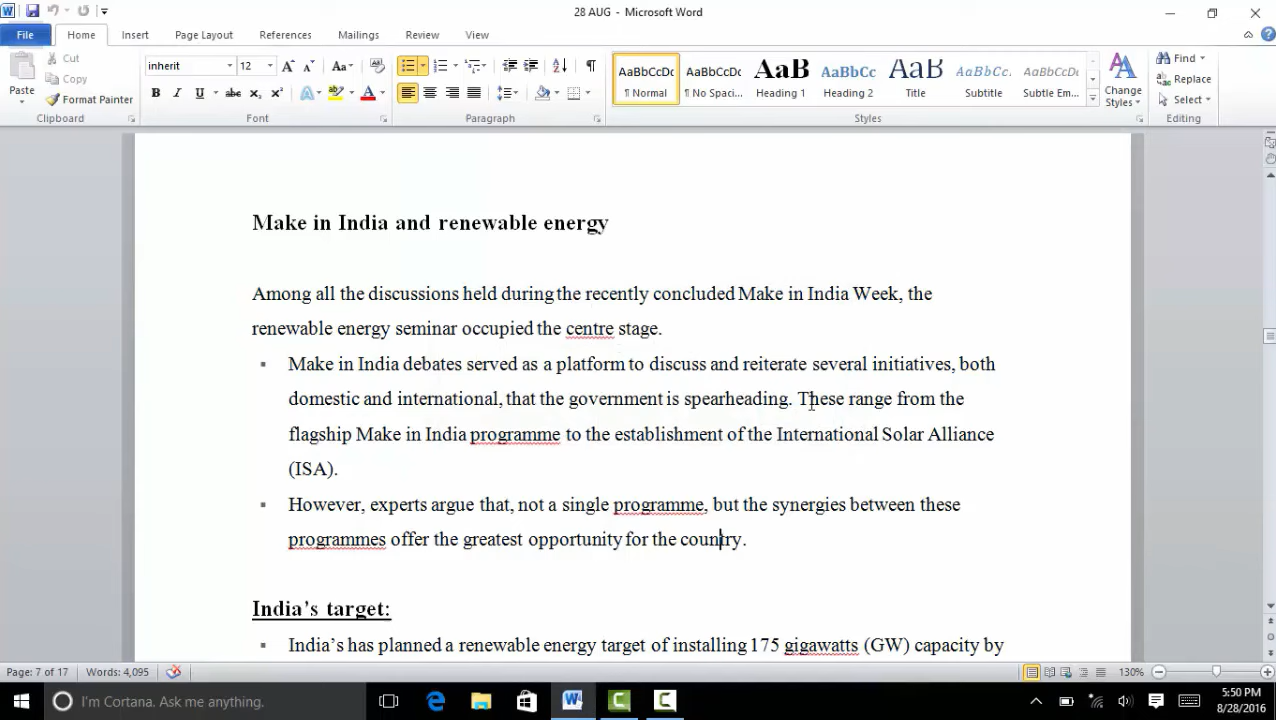 28 AUG - Microsoft Word
File Home Insert Page Layout References Mailings Review View
Paste
Cut
Copy
Format Painter
Clipboard
inherit 12
Font
Paragraph
AaBbCcDc ¶ Normal
¶ No Spaci...
AaB Heading 1
AaBbCc Heading 2
AaB Title
AaBbCcL Subtitle
AaBbCcDc Subtle Em...
Change Styles
Styles
Find
Replace
Select
Editing
Make in India and renewable energy
Among all the discussions held during the recently concluded Make in India Week, the
renewable energy seminar occupied the centre stage.
▪ Make in India debates served as a platform to discuss and reiterate several initiatives, both
domestic and international, that the government is spearheading. These range from the
flagship Make in India programme to the establishment of the International Solar Alliance
(ISA).
▪ However, experts argue that, not a single programme, but the synergies between these
programmes offer the greatest opportunity for the country.
India's target:
▪ India's has planned a renewable energy target of installing 175 gigawatts (GW) capacity by
Page: 7 of 17 Words: 4,095 130%
I'm Cortana. Ask me anything.
5:50 PM
8/28/2016